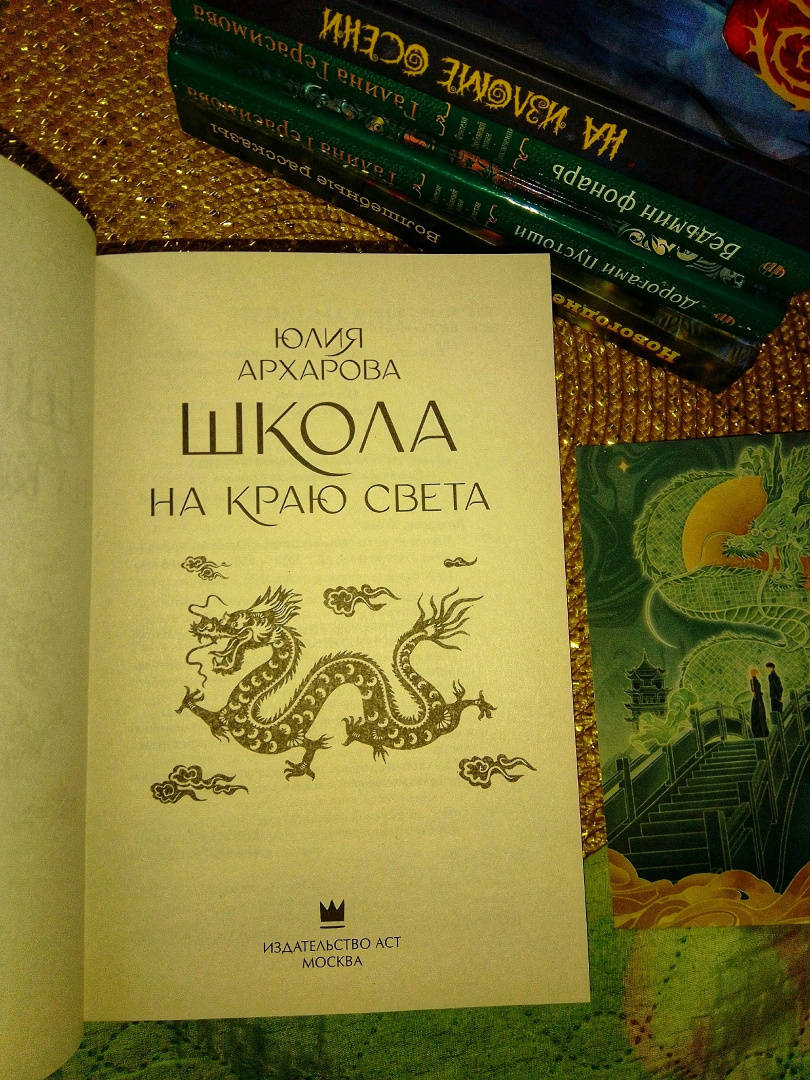 НА ИЗЛОМЕ ОСЕНИ
Галина Герасимова
Ведьмин фонарь
Галина Герасимова
Дорогами Пустоши
Волшебные рассказы
Новогодние
ЮЛИЯ
АРХАРОВА
ШКОЛА
НА КРАЮ СВЕТА
ИЗДАТЕЛЬСТВО АСТ
МОСКВА